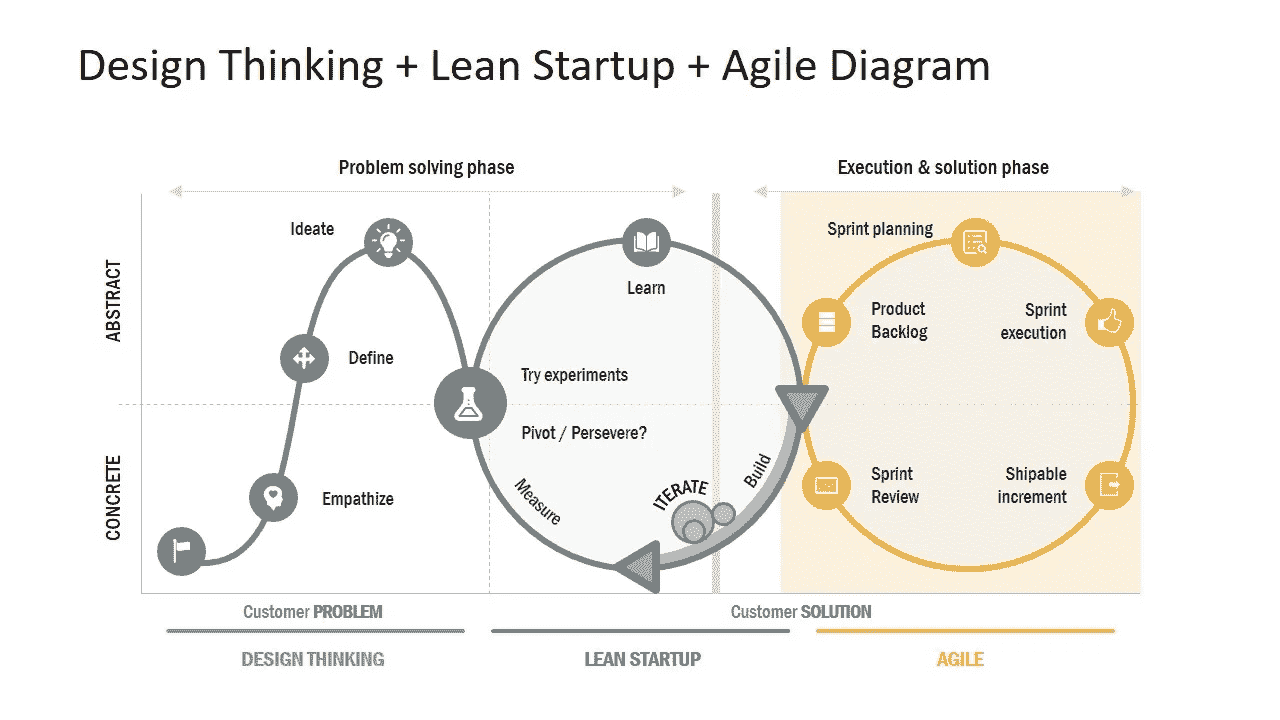 Design Thinking + Lean Startup + Agile Diagram
Problem solving phase
Execution & solution phase
ABSTRACT
CONCRETE
Ideate
Define
Empathize
Learn
Try experiments
Pivot / Persevere?
Measure
ITERATE
Build
Sprint planning
Product
Backlog
Sprint
execution
Sprint
Review
Shipable
increment
Customer PROBLEM
Customer SOLUTION
DESIGN THINKING
LEAN STARTUP
AGILE